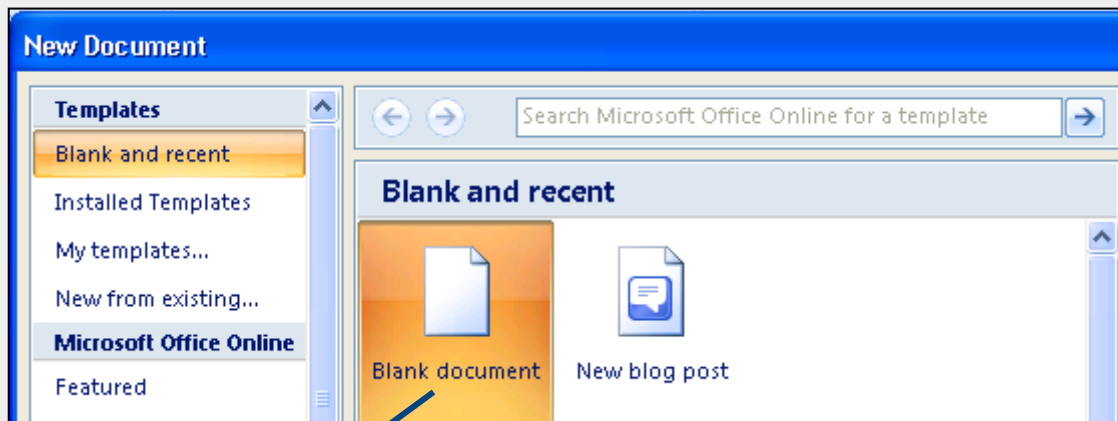 New Document
Templates
Blank and recent
Installed Templates
My templates...
New from existing...
Microsoft Office Online
Featured
Search Microsoft Office Online for a template
Blank and recent
Blank document
New blog post